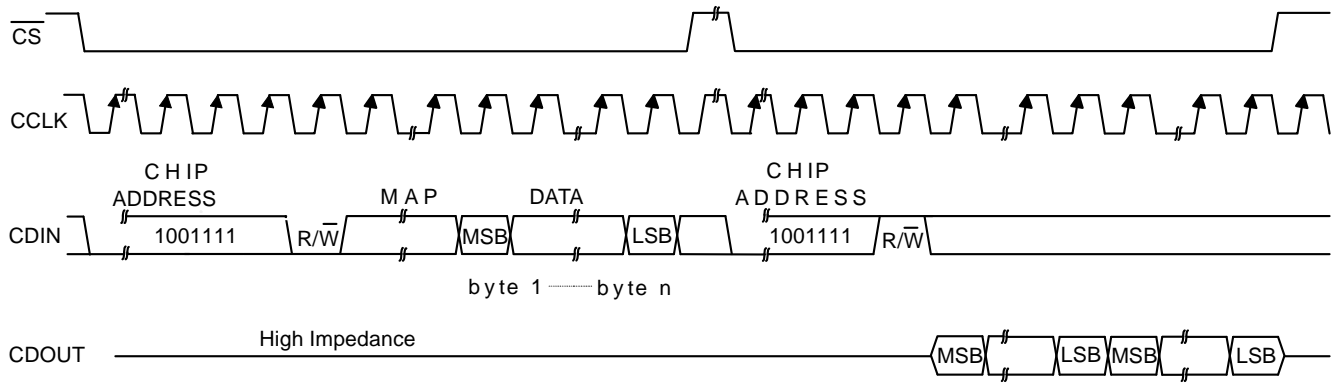 CS
CCLK
CHIP
ADDRESS
MAP
DATA
CHIP
ADDRESS
CDIN
1001111
R/W
MSB
LSB
1001111
R/W
byte 1
byte n
High Impedance
CDOUT
MSB
LSB
MSB
LSB